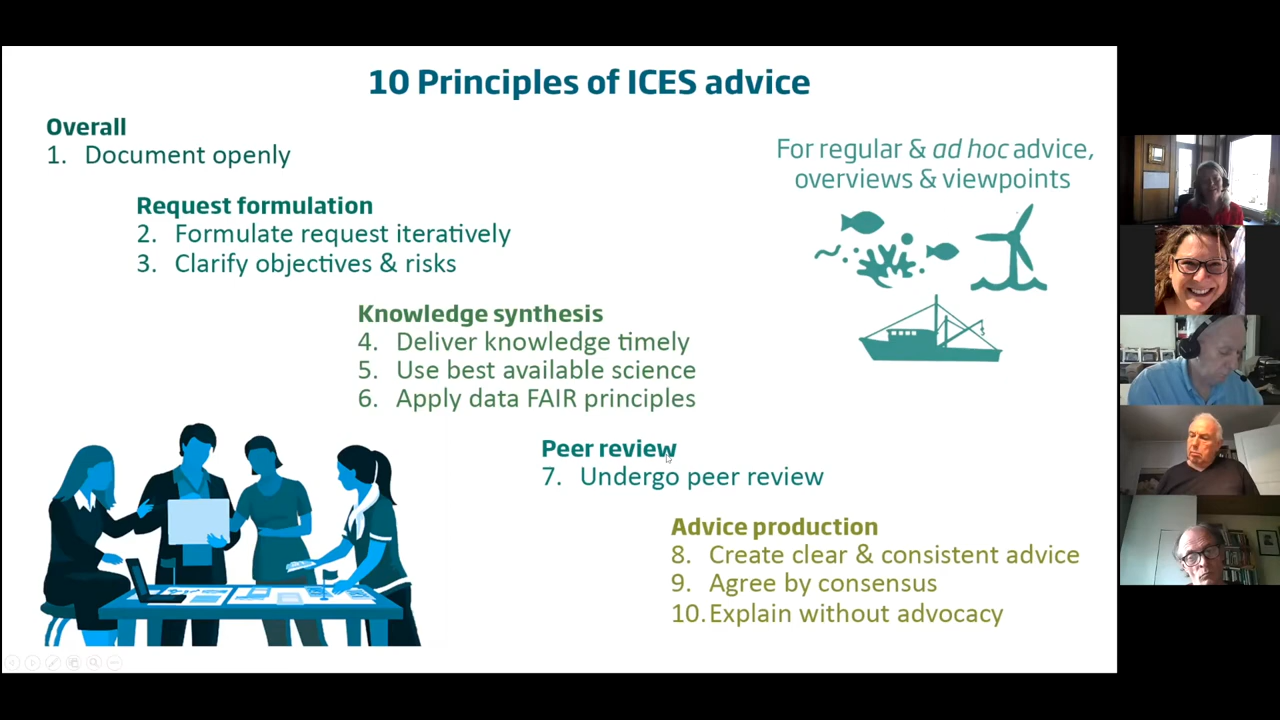 10 Principles of ICES advice
Overall
1. Document openly
For regular & ad hoc advice,
overviews & viewpoints
Request formulation
2. Formulate request iteratively
3. Clarify objectives & risks
Knowledge synthesis
4. Deliver knowledge timely
5. Use best available science
6. Apply data FAIR principles
Peer review
7. Undergo peer review
Advice production
8. Create clear & consistent advice
9. Agree by consensus
10. Explain without advocacy